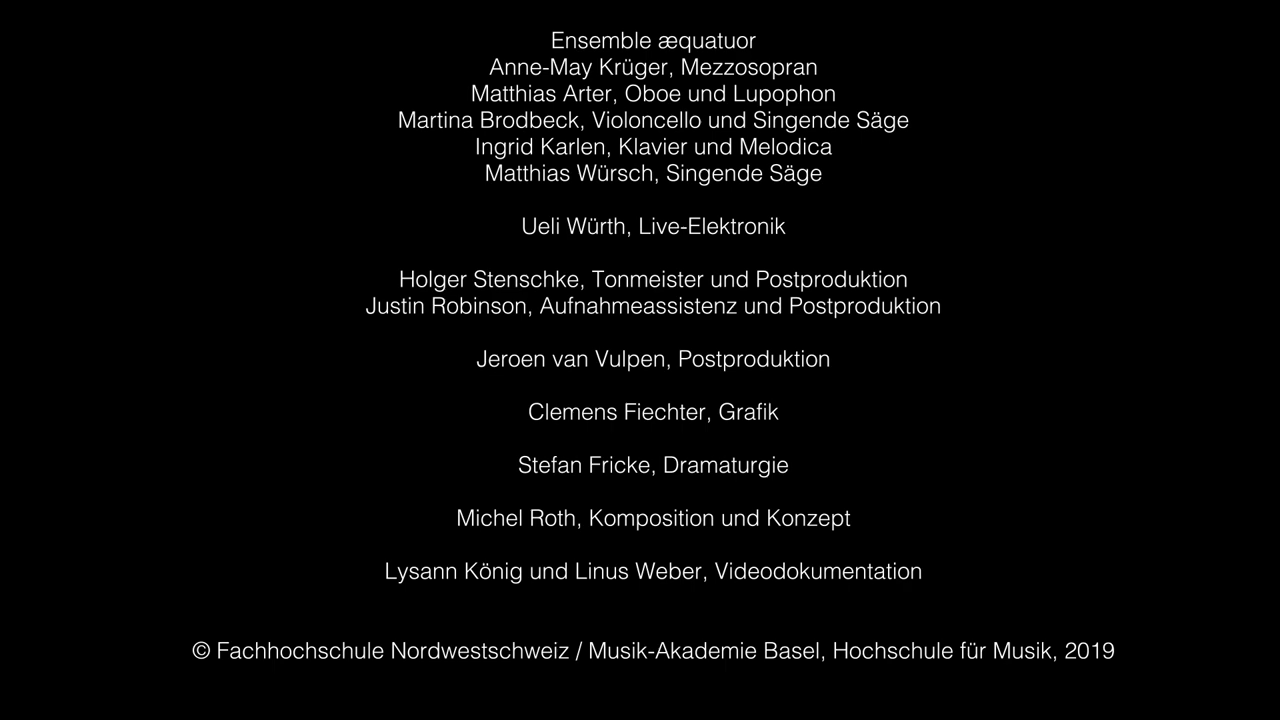 Ensemble æquatuor
Anne-May Krüger, Mezzosopran
Matthias Arter, Oboe und Lupophon
Martina Brodbeck, Violoncello und Singende Säge
Ingrid Karlen, Klavier und Melodica
Matthias Würsch, Singende Säge
Ueli Würth, Live-Elektronik
Holger Stenschke, Tonmeister und Postproduktion
Justin Robinson, Aufnahmeassistenz und Postproduktion
Jeroen van Vulpen, Postproduktion
Clemens Fiechter, Grafik
Stefan Fricke, Dramaturgie
Michel Roth, Komposition und Konzept
Lysann König und Linus Weber, Videodokumentation
© Fachhochschule Nordwestschweiz / Musik-Akademie Basel, Hochschule für Musik, 2019